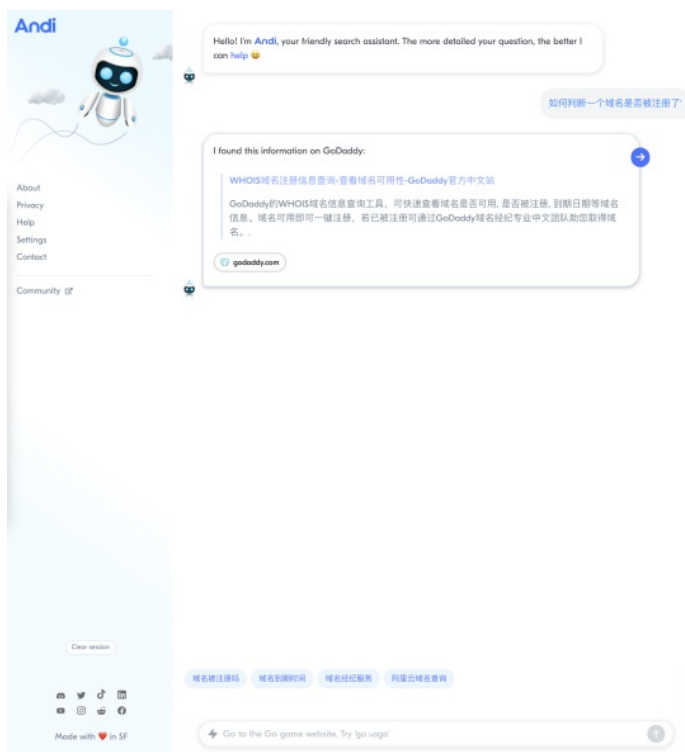 Andi
About
Privacy
Help
Settings
Contact
Community
Clear session
Made with ❤ in SF
Hello! I'm Andi, your friendly search assistant. The more detailed your question, the better I
can help 😄
如何判断一个域名是否被注册了'
I found this information on GoDaddy:
WHOIS域名注册信息查询-查看域名可用性-GoDaddy官方中文站
GoDaddy的WHOIS域名信息查询工具，可快速查看域名是否可用, 是否被注册, 到期日期等域名
信息。域名可用即可一键注册，若已被注册可通过GoDaddy域名经纪专业中文团队助您取得域
名。.
godaddy.com
域名被注册吗
域名到期时间
域名经纪服务
阿里云域名查询
Go to the Go game website. Try 'go usgo'